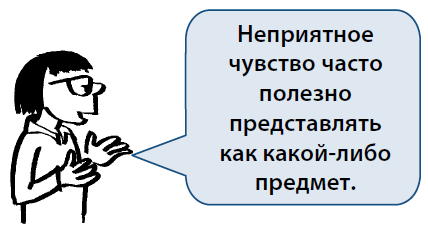 Неприятное
чувство часто
полезно
представлять
как какой-либо
предмет.